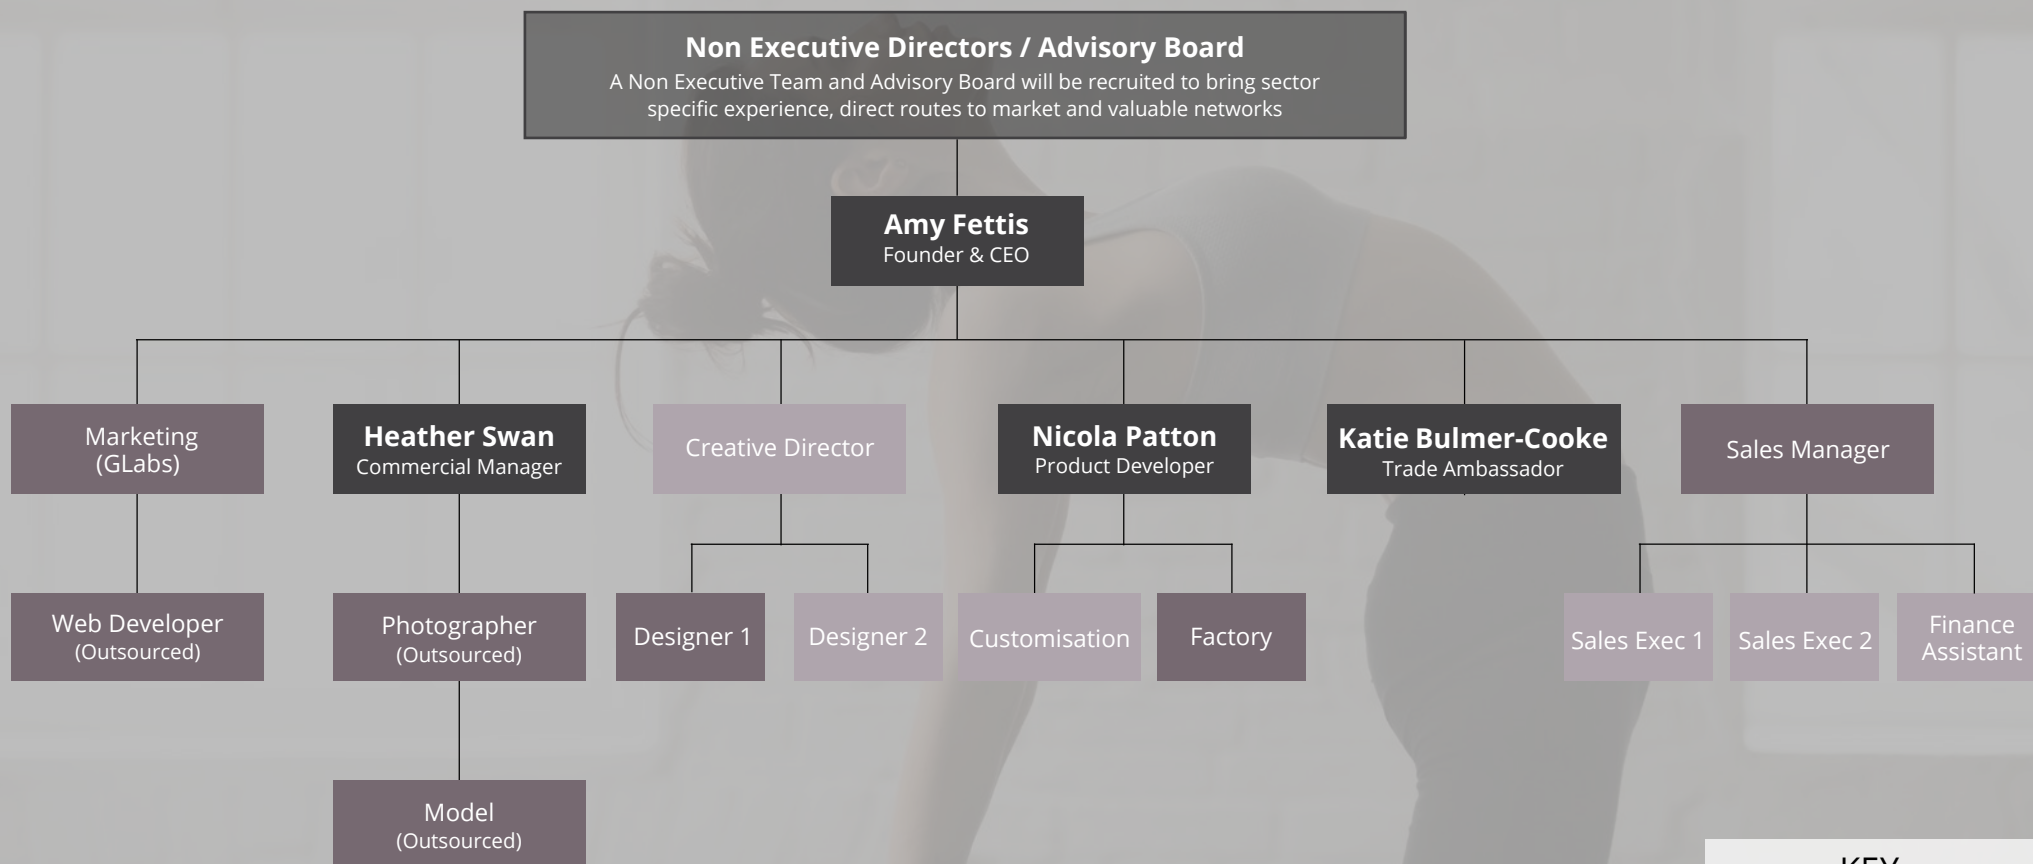 Non Executive Directors / Advisory Board
A Non Executive Team and Advisory Board will be recruited to bring sector
specific experience, direct routes to market and valuable networks
Amy Fettis
Founder & CEO
Marketing
(GLabs)
Heather Swan
Commercial Manager
Creative Director
Nicola Patton
Product Developer
Katie Bulmer-Cooke
Trade Ambassador
Sales Manager
Web Developer
(Outsourced)
Photographer
(Outsourced)
Designer 1
Designer 2
Customisation
Factory
Sales Exec 1
Sales Exec 2
Finance
Assistant
Model
(Outsourced)
KEY